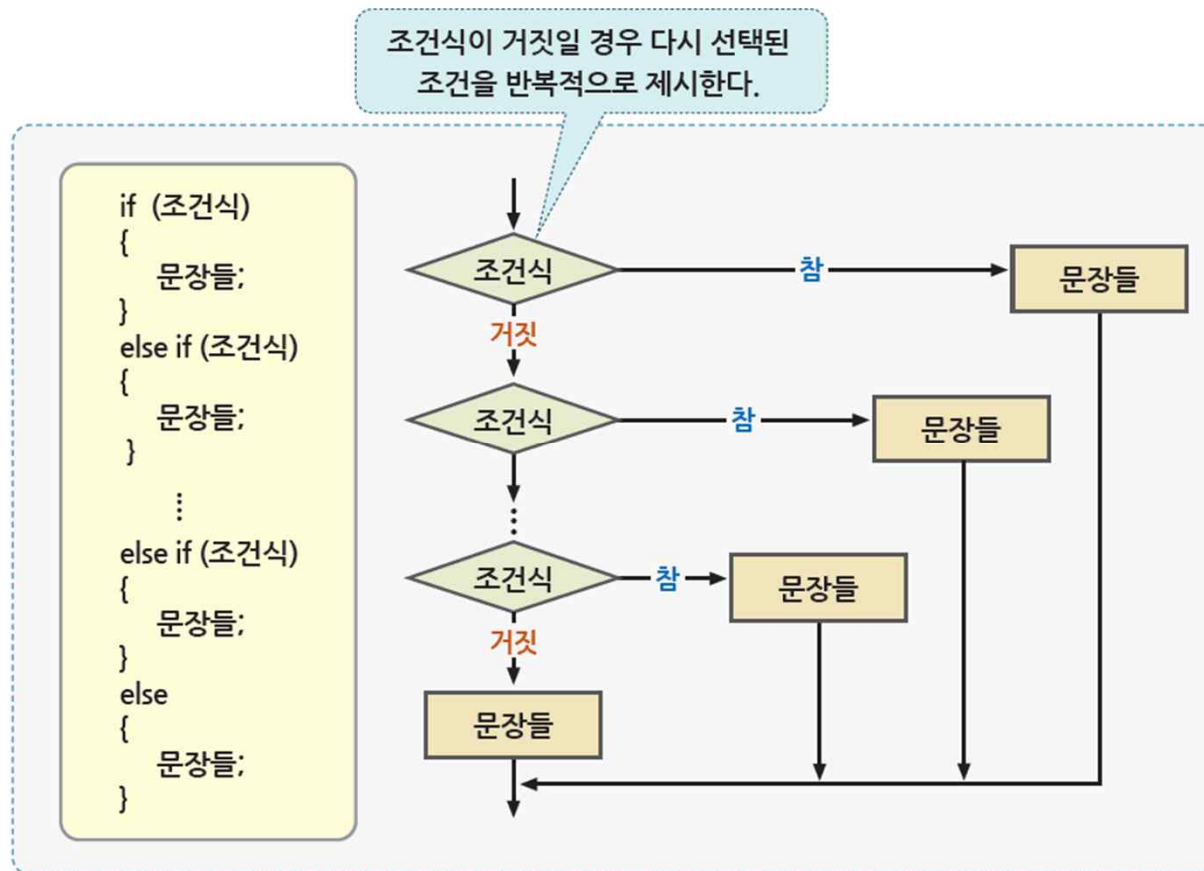 조건식이 거짓일 경우 다시 선택된
조건을 반복적으로 제시한다.
if (조건식)
{
문장들;
}
else if (조건식)
{
문장들;
}
⋮
else if (조건식)
{
문장들;
}
else
{
문장들;
}
조건식
참
문장들
거짓
조건식
참
문장들
⋮
조건식
참
문장들
거짓
문장들